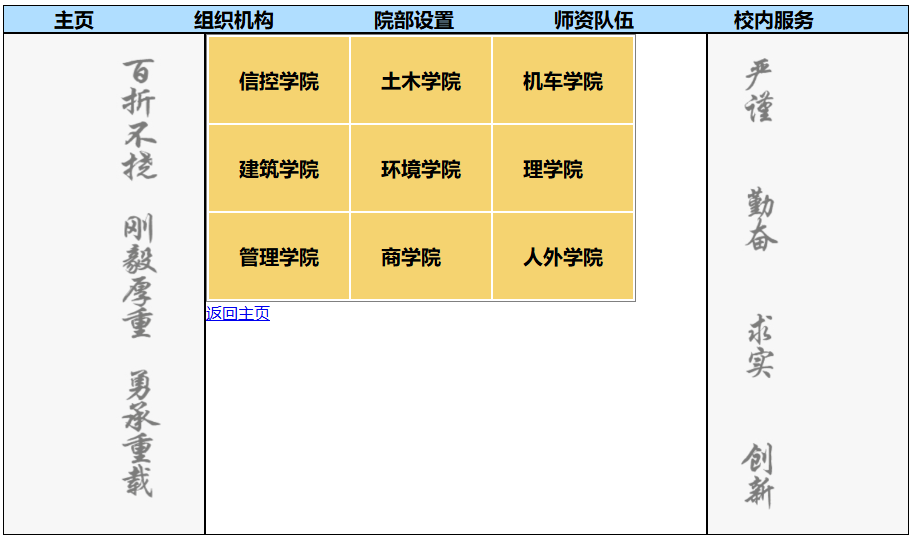 主页 组织机构 院部设置 师资队伍 校内服务
百折不挠
刚毅厚重
勇承重载
信控学院 土木学院 机车学院
建筑学院 环境学院 理学院
管理学院 商学院 人外学院
返回主页
严谨
勤奋
求实
创新